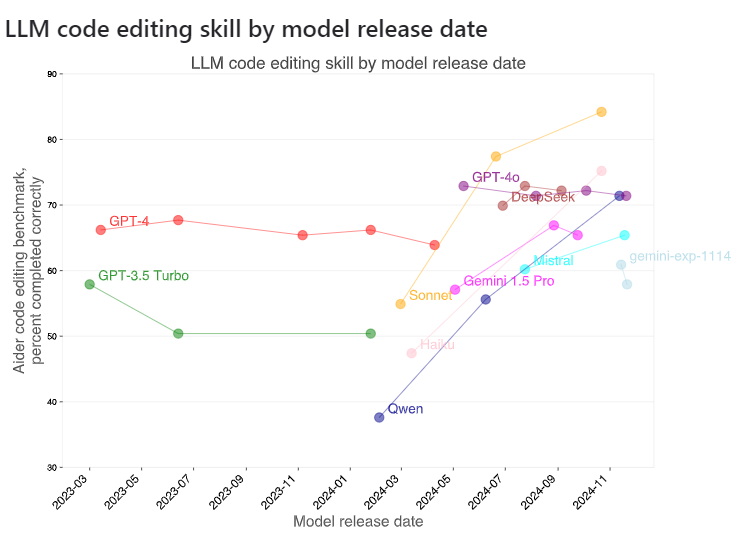 LLM code editing skill by model release date
LLM code editing skill by model release date
90
80
70
60
50
40
30
Aider code editing benchmark,
percent completed correctly
GPT-4
GPT-3.5 Turbo
GPT-4o
DeepSeek
Mistral
gemini-exp-1114
Gemini 1.5 Pro
Sonnet
Haiku
Qwen
2023-03
2023-05
2023-07
2023-09
2023-11
2024-01
2024-03
2024-05
2024-07
2024-09
2024-11
Model release date